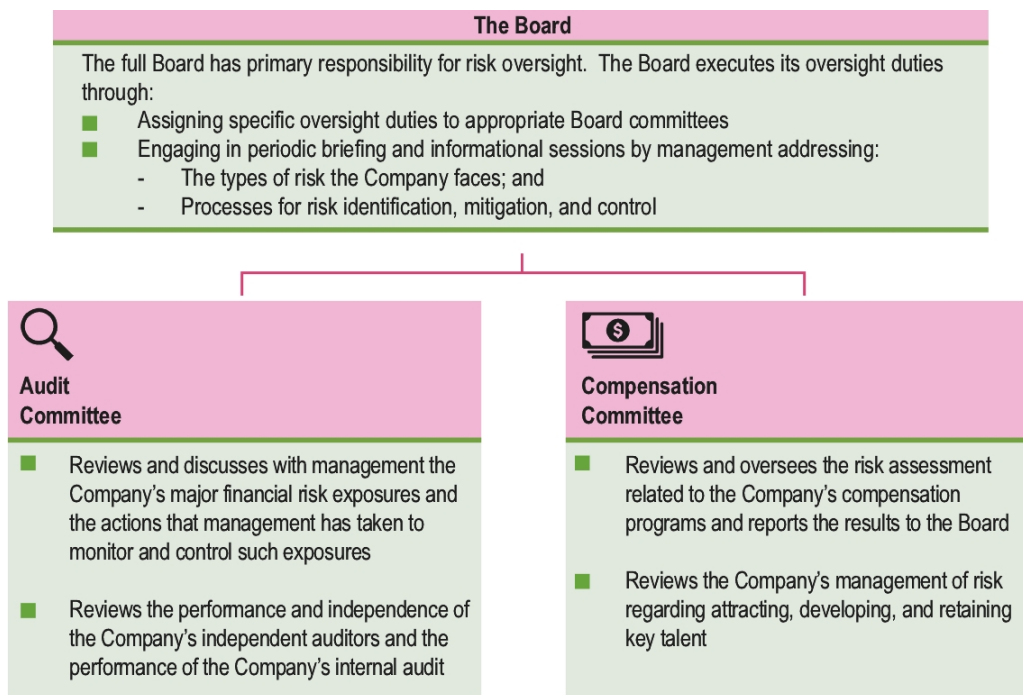 The Board
The full Board has primary responsibility for risk oversight. The Board executes its oversight duties
through:
Assigning specific oversight duties to appropriate Board committees
Engaging in periodic briefing and informational sessions by management addressing:
- The types of risk the Company faces; and
- Processes for risk identification, mitigation, and control
$
Audit
Committee
Reviews and discusses with management the
Company's major financial risk exposures and
the actions that management has taken to
monitor and control such exposures
Reviews the performance and independence of
the Company's independent auditors and the
performance of the Company's internal audit
Compensation
Committee
Reviews and oversees the risk assessment
related to the Company's compensation
programs and reports the results to the Board
Reviews the Company's management of risk
regarding attracting, developing, and retaining
key talent